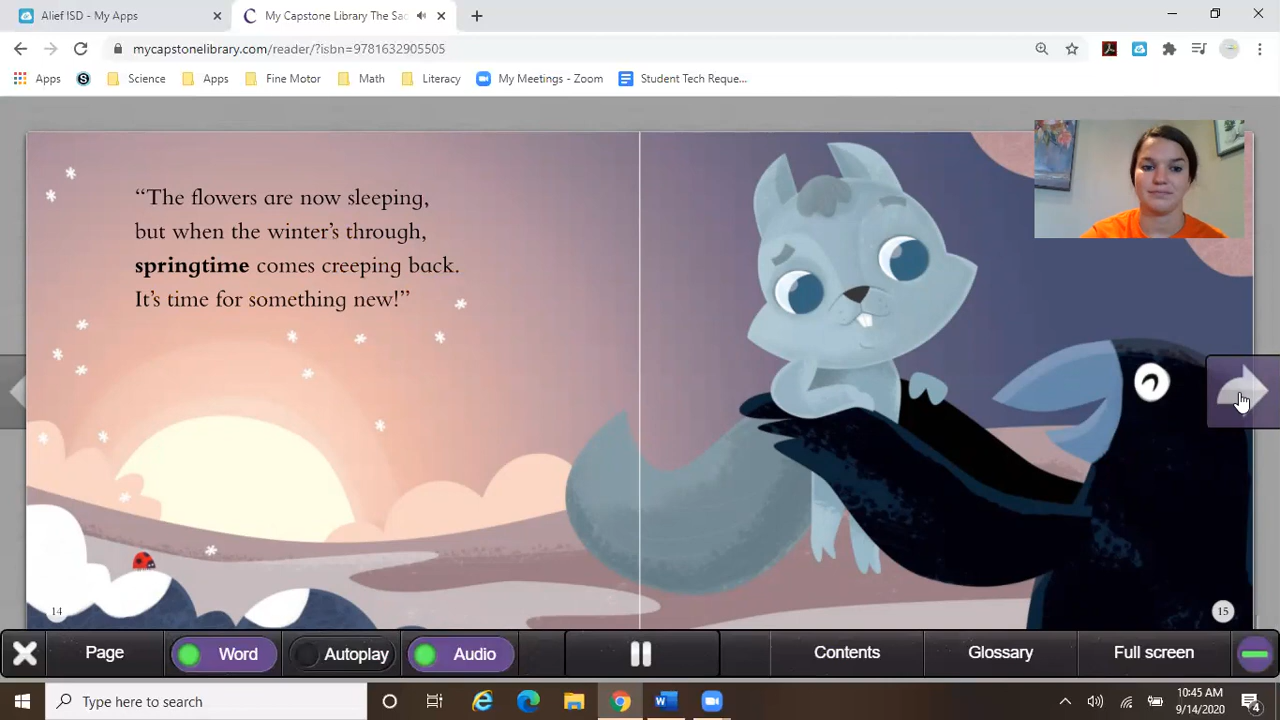 Alief ISD - My Apps
My Capstone Library The Sac
mycapstonelibrary.com/reader/?isbn=9781632905505
Apps
S
Science
Apps
Fine Motor
Math
Literacy
My Meetings - Zoom
Student Tech Reque...
“The flowers are now sleeping,
but when the winter’s through,
springtime comes creeping back.
It’s time for something new!”
14
15
Page
Word
Autoplay
Audio
Contents
Glossary
Full screen
Type here to search
10:45 AM
9/14/2020
4